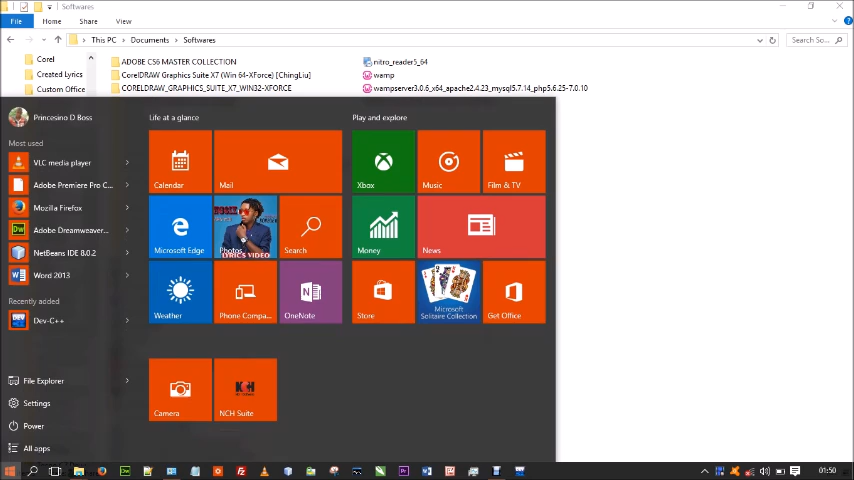 Softwares
File
Home
Share
View
This PC
Documents
Softwares
Search So...
Corel
Created Lyrics
Custom Office
ADOBE CS6 MASTER COLLECTION
CorelDRAW Graphics Suite X7 (Win 64-XForce) [ChingLiu]
CORELDRAW_GRAPHICS_SUITE_X7_WIN32-XFORCE
nitro_reader5_64
wamp
wampserver3.0.6_x64_apache2.4.23_mysql5.7.14_php5.6.25-7.0.10
Princesino D Boss
Most used
VLC media player
Adobe Premiere Pro C...
Mozilla Firefox
Adobe Dreamweaver...
NetBeans IDE 8.0.2
Word 2013
Recently added
Dev-C++
File Explorer
Settings
Power
All apps
Life at a glance
Calendar
Mail
Microsoft Edge
Photos
LYRICS VIDEO
Search
Weather
Phone Compa...
OneNote
Camera
NCH
NCH Suite
Play and explore
Xbox
Music
Film & TV
Money
News
Store
Microsoft
Solitaire Collection
Get Office
01:50